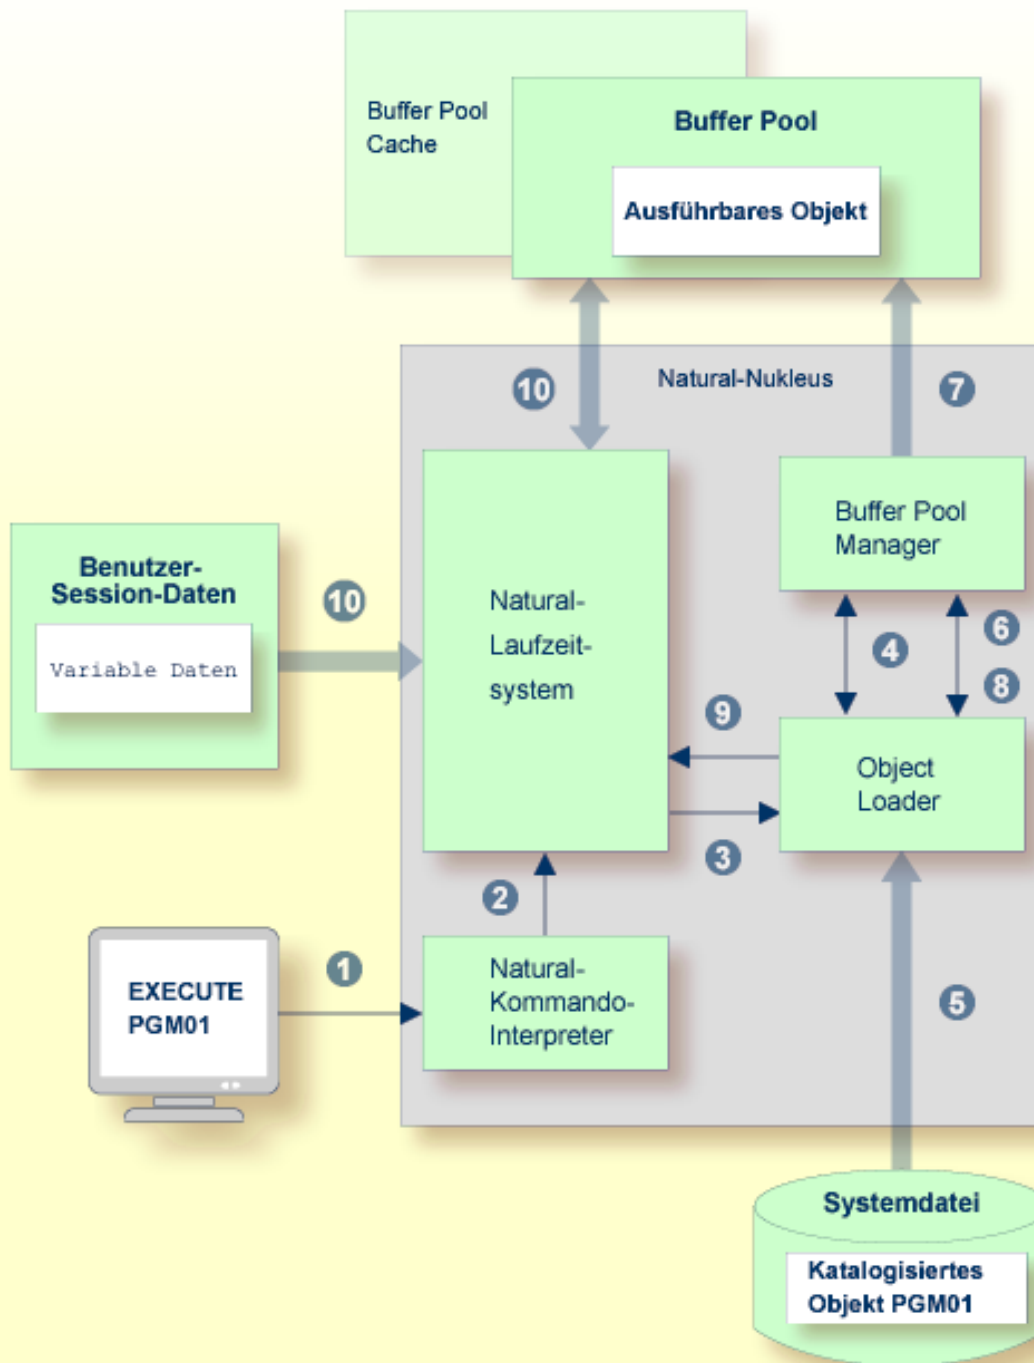 Buffer Pool
Cache
Buffer Pool
Ausführbares Objekt
Natural-Nukleus
10
7
Buffer Pool
Manager
Benutzer-
Session-Daten
Variable Daten
10
Natural-
Laufzeit-
system
4
6
8
9
3
Object
Loader
2
EXECUTE
PGM01
1
Natural-
Kommando-
Interpreter
5
Systemdatei
Katalogisiertes
Objekt PGM01